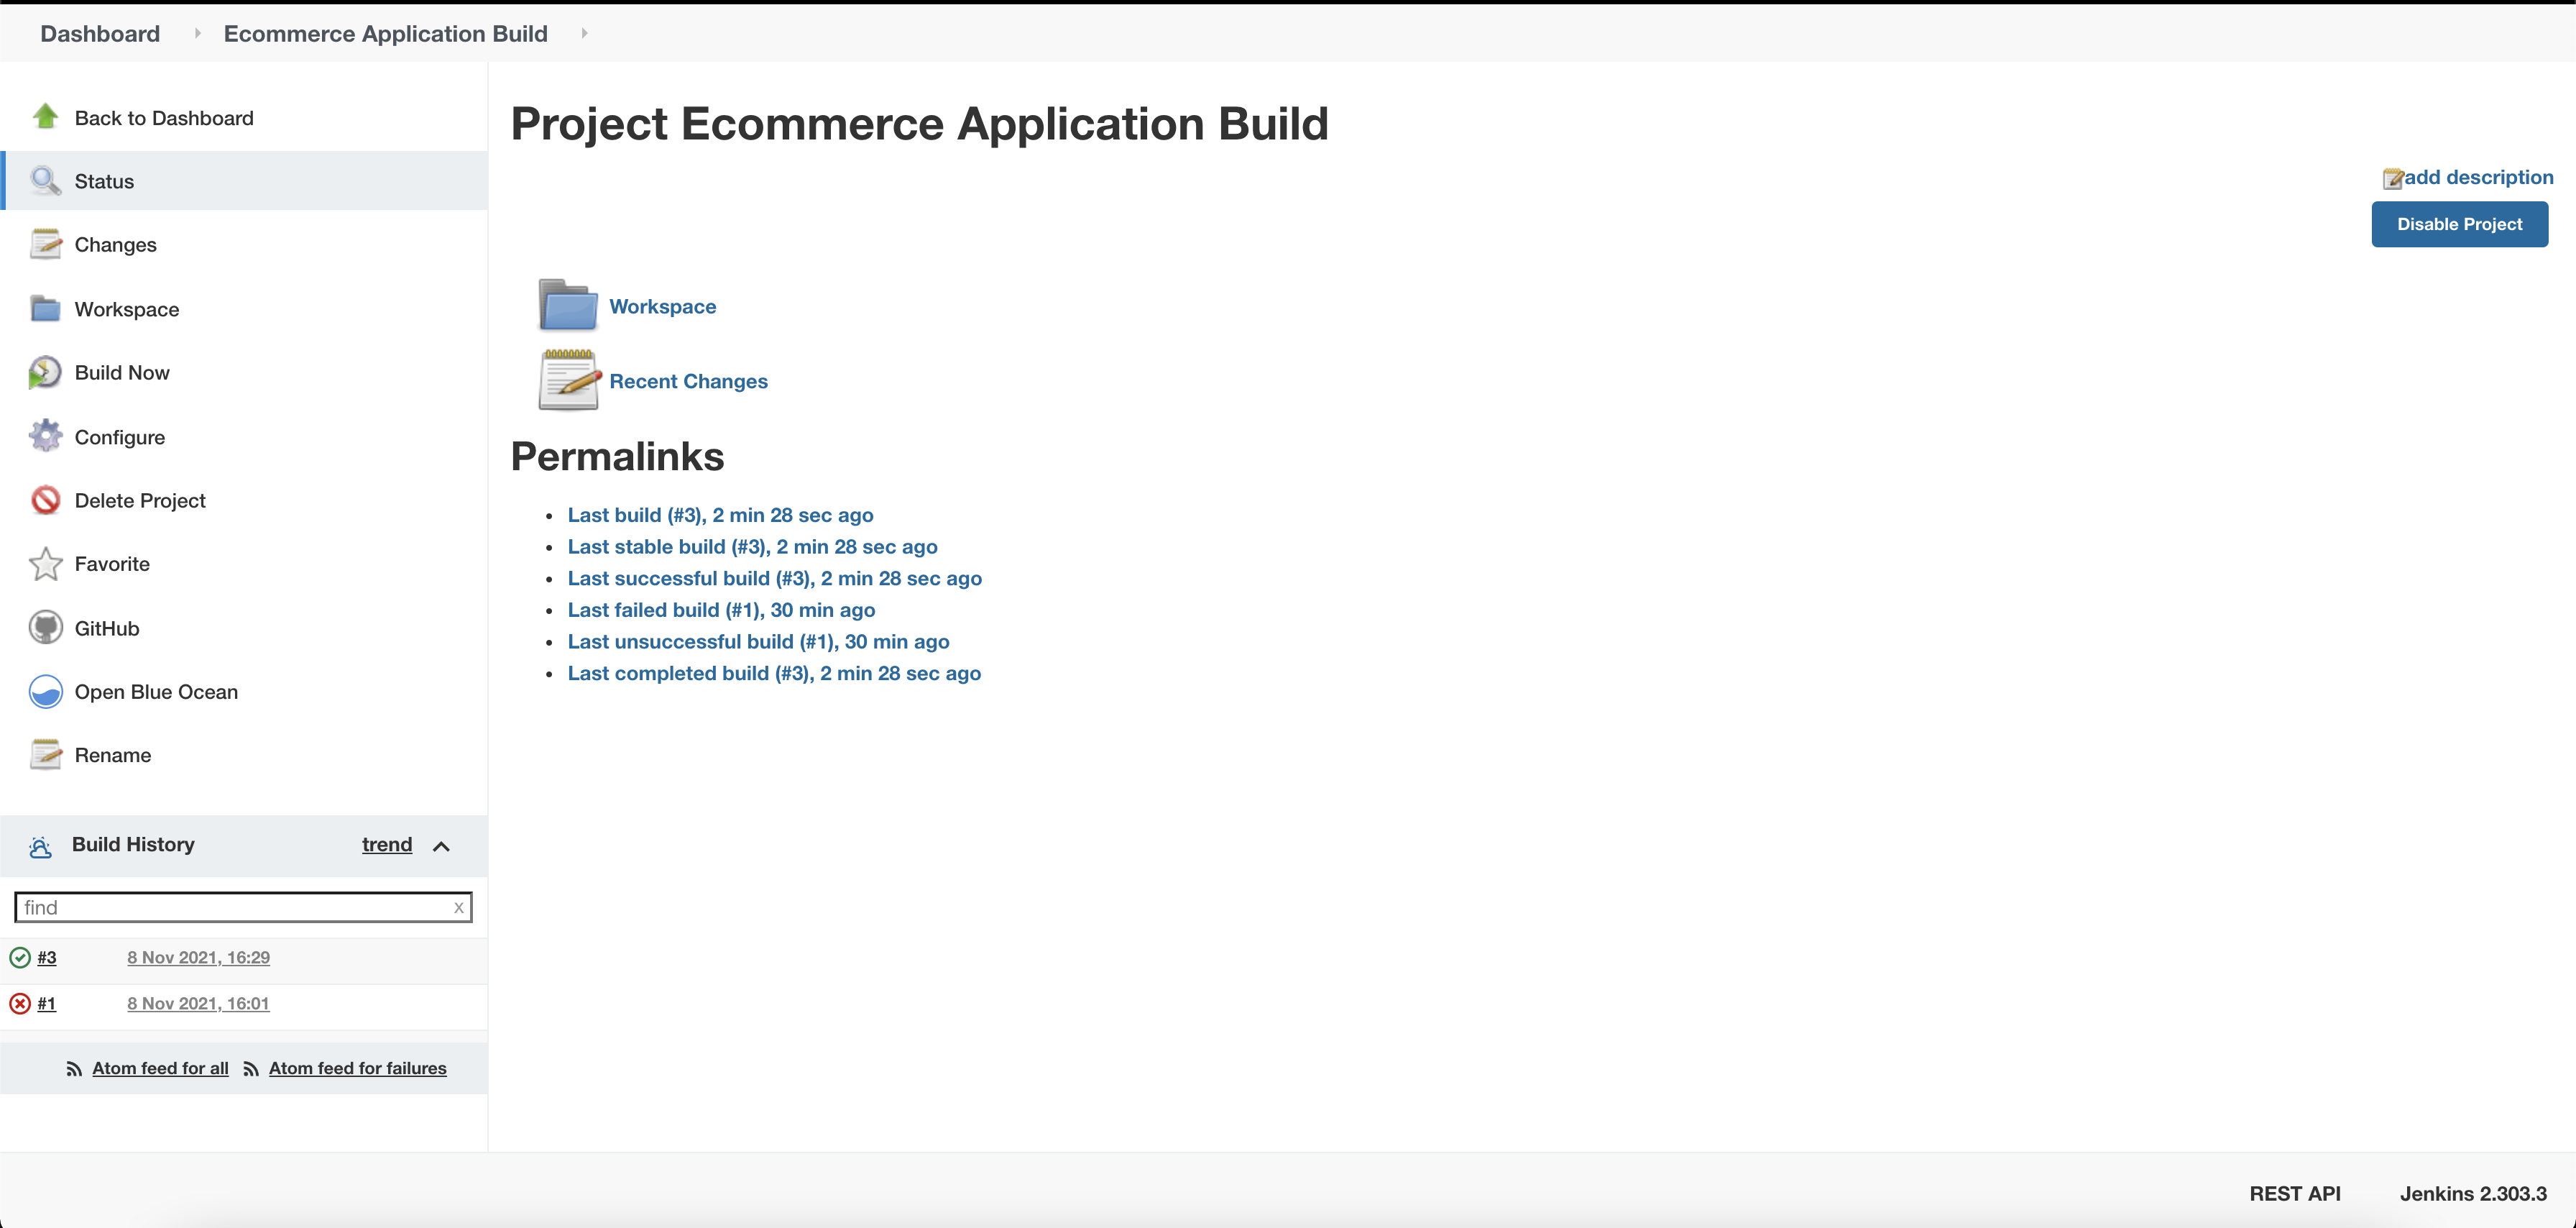 Dashboard Ecommerce Application Build
Back to Dashboard
Status
Changes
Workspace
Build Now
Configure
Delete Project
Favorite
GitHub
Open Blue Ocean
Rename
Build History trend
find x
#3 8 Nov 2021, 16:29
#1 8 Nov 2021, 16:01
Atom feed for all Atom feed for failures
Project Ecommerce Application Build
add description
Disable Project
Workspace
Recent Changes
Permalinks
• Last build (#3), 2 min 28 sec ago
• Last stable build (#3), 2 min 28 sec ago
• Last successful build (#3), 2 min 28 sec ago
• Last failed build (#1), 30 min ago
• Last unsuccessful build (#1), 30 min ago
• Last completed build (#3), 2 min 28 sec ago
REST API Jenkins 2.303.3